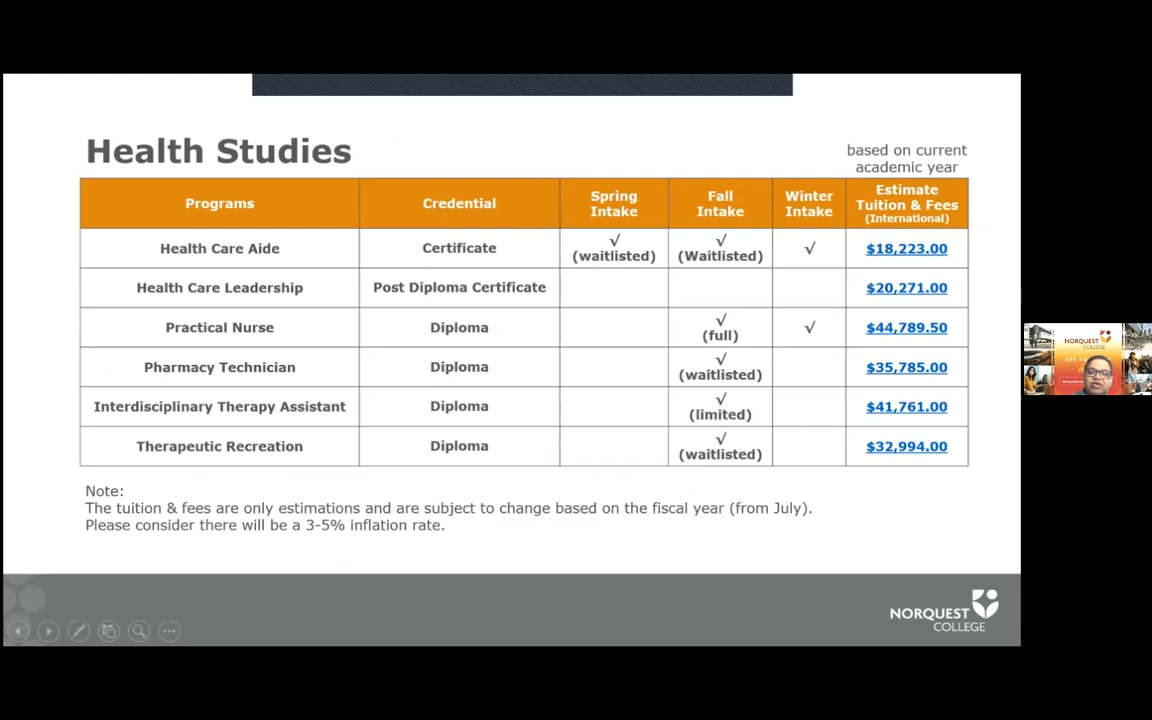 Health Studies
based on current
academic year
Programs Credential Spring Intake Fall Intake Winter Intake Estimate Tuition & Fees (International)
Health Care Aide Certificate √ (waitlisted) √ (Waitlisted) √ $18,223.00
Health Care Leadership Post Diploma Certificate $20,271.00
Practical Nurse Diploma √ (full) √ $44,789.50
Pharmacy Technician Diploma √ (waitlisted) $35,785.00
Interdisciplinary Therapy Assistant Diploma √ (limited) $41,761.00
Therapeutic Recreation Diploma √ (waitlisted) $32,994.00
Note:
The tuition & fees are only estimations and are subject to change based on the fiscal year (from July).
Please consider there will be a 3-5% inflation rate.
NORQUEST
COLLEGE
NORQUEST
COLLEGE